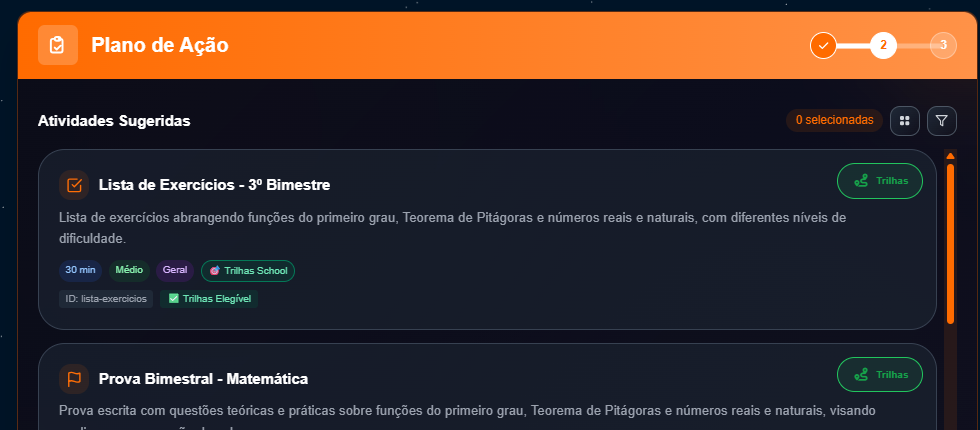 Plano de Ação
2
3
Atividades Sugeridas
0 selecionadas
Lista de Exercícios - 3º Bimestre
Trilhas
Lista de exercícios abrangendo funções do primeiro grau, Teorema de Pitágoras e números reais e naturais, com diferentes níveis de
dificuldade.
30 min Médio Geral Trilhas School
ID: lista-exercicios Trilhas Elegível
Prova Bimestral - Matemática
Trilhas
Prova escrita com questões teóricas e práticas sobre funções do primeiro grau, Teorema de Pitágoras e números reais e naturais, visando